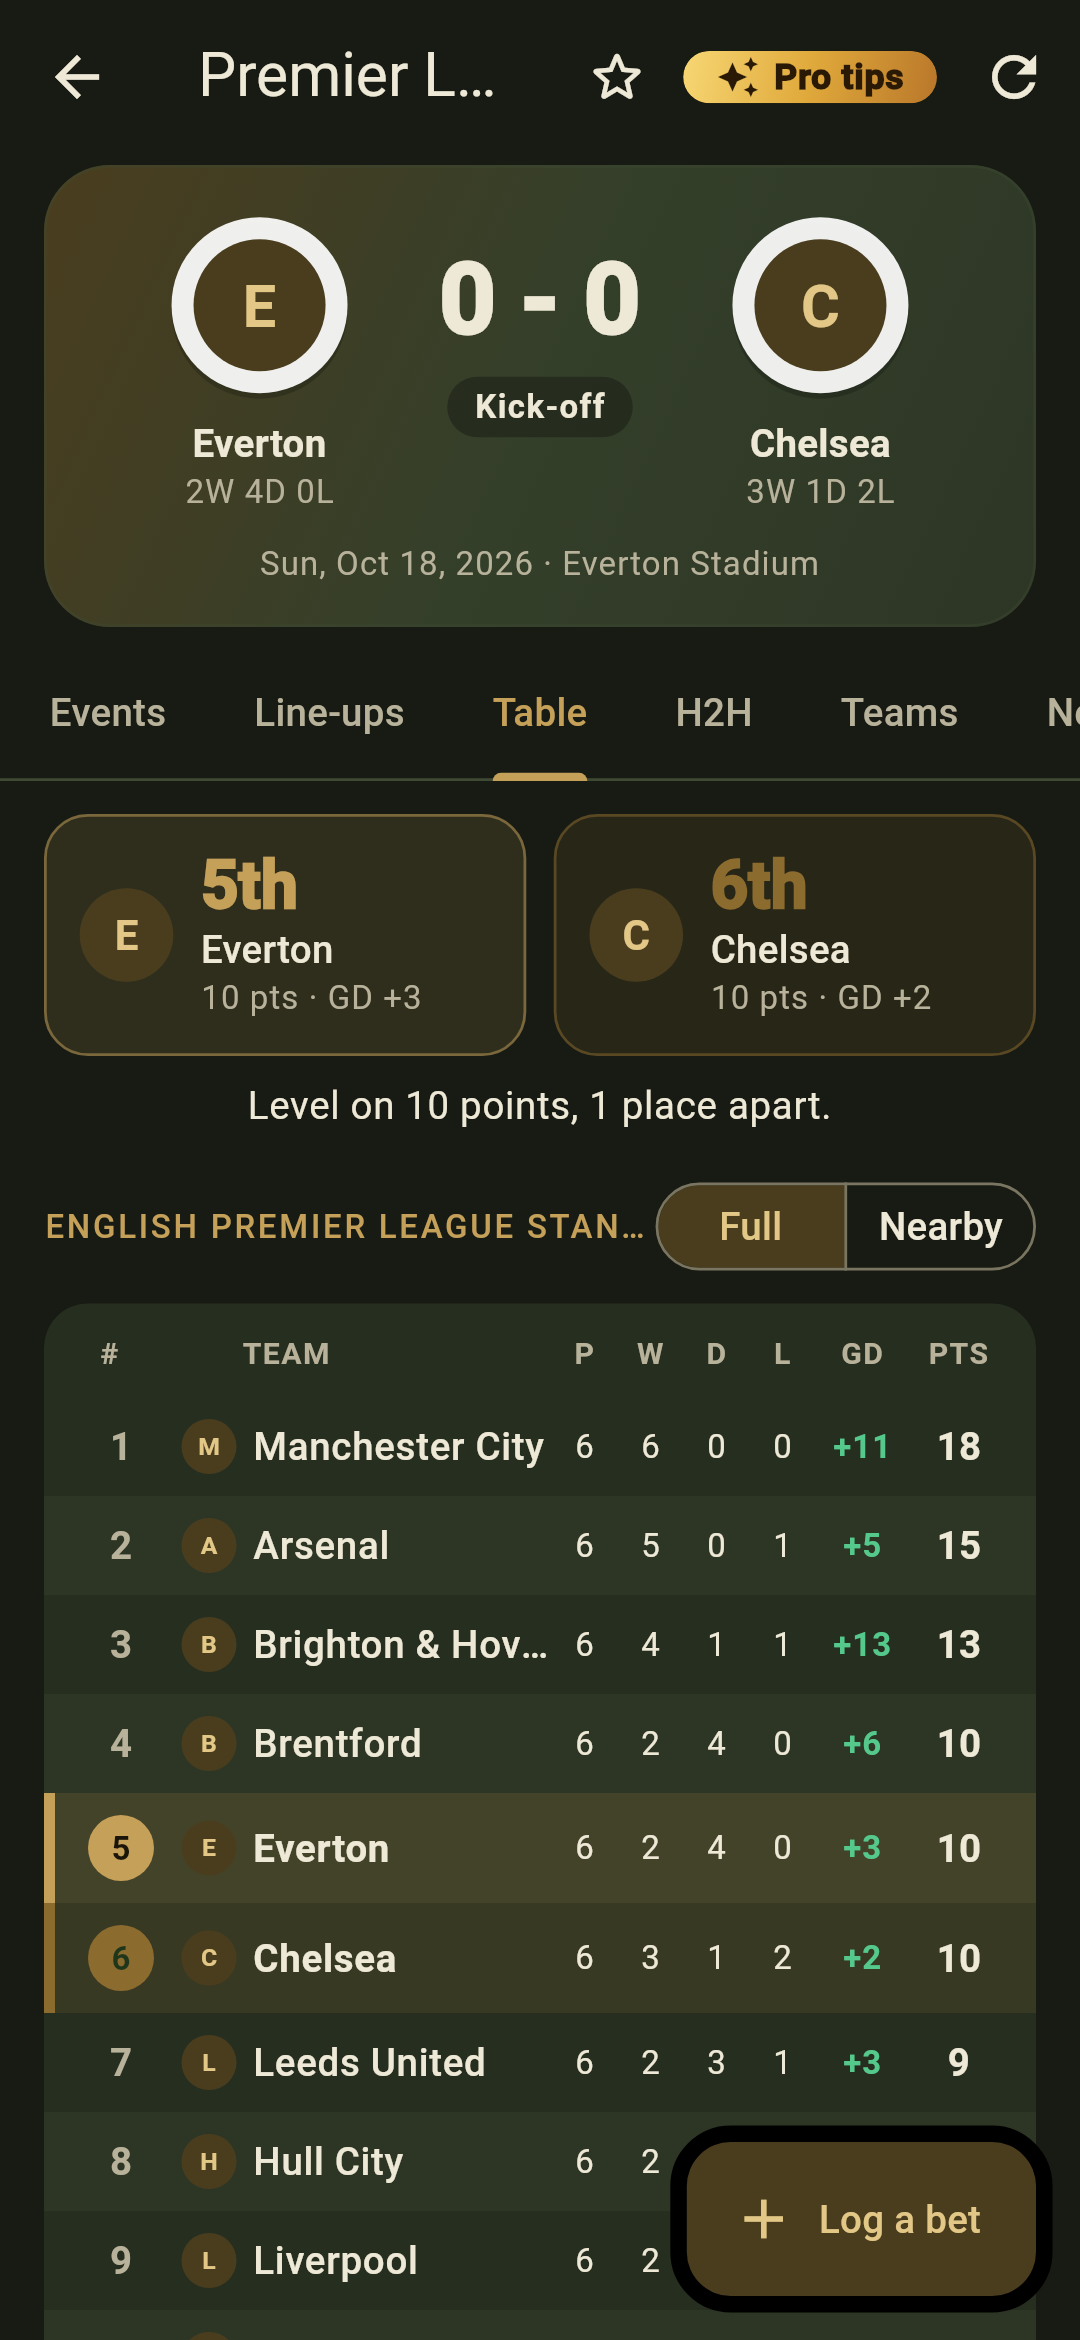 Premier L... Pro tips
E 0 - 0 C
Kick-off
Everton Chelsea
2W 4D 0L 3W 1D 2L
Sun, Oct 18, 2026 · Everton Stadium
Events Line-ups Table H2H Teams
E 5th C 6th
Everton Chelsea
10 pts · GD +3 10 pts · GD +2
Level on 10 points, 1 place apart.
ENGLISH PREMIER LEAGUE STAN... Full Nearby
# TEAM P W D L GD PTS
1 M Manchester City 6 6 0 0 +11 18
2 A Arsenal 6 5 0 1 +5 15
3 B Brighton & Hov... 6 4 1 1 +13 13
4 B Brentford 6 2 4 0 +6 10
5 E Everton 6 2 4 0 +3 10
6 C Chelsea 6 3 1 2 +2 10
7 L Leeds United 6 2 3 1 +3 9
8 H Hull City 6 2
Log a bet
9 L Liverpool 6 2